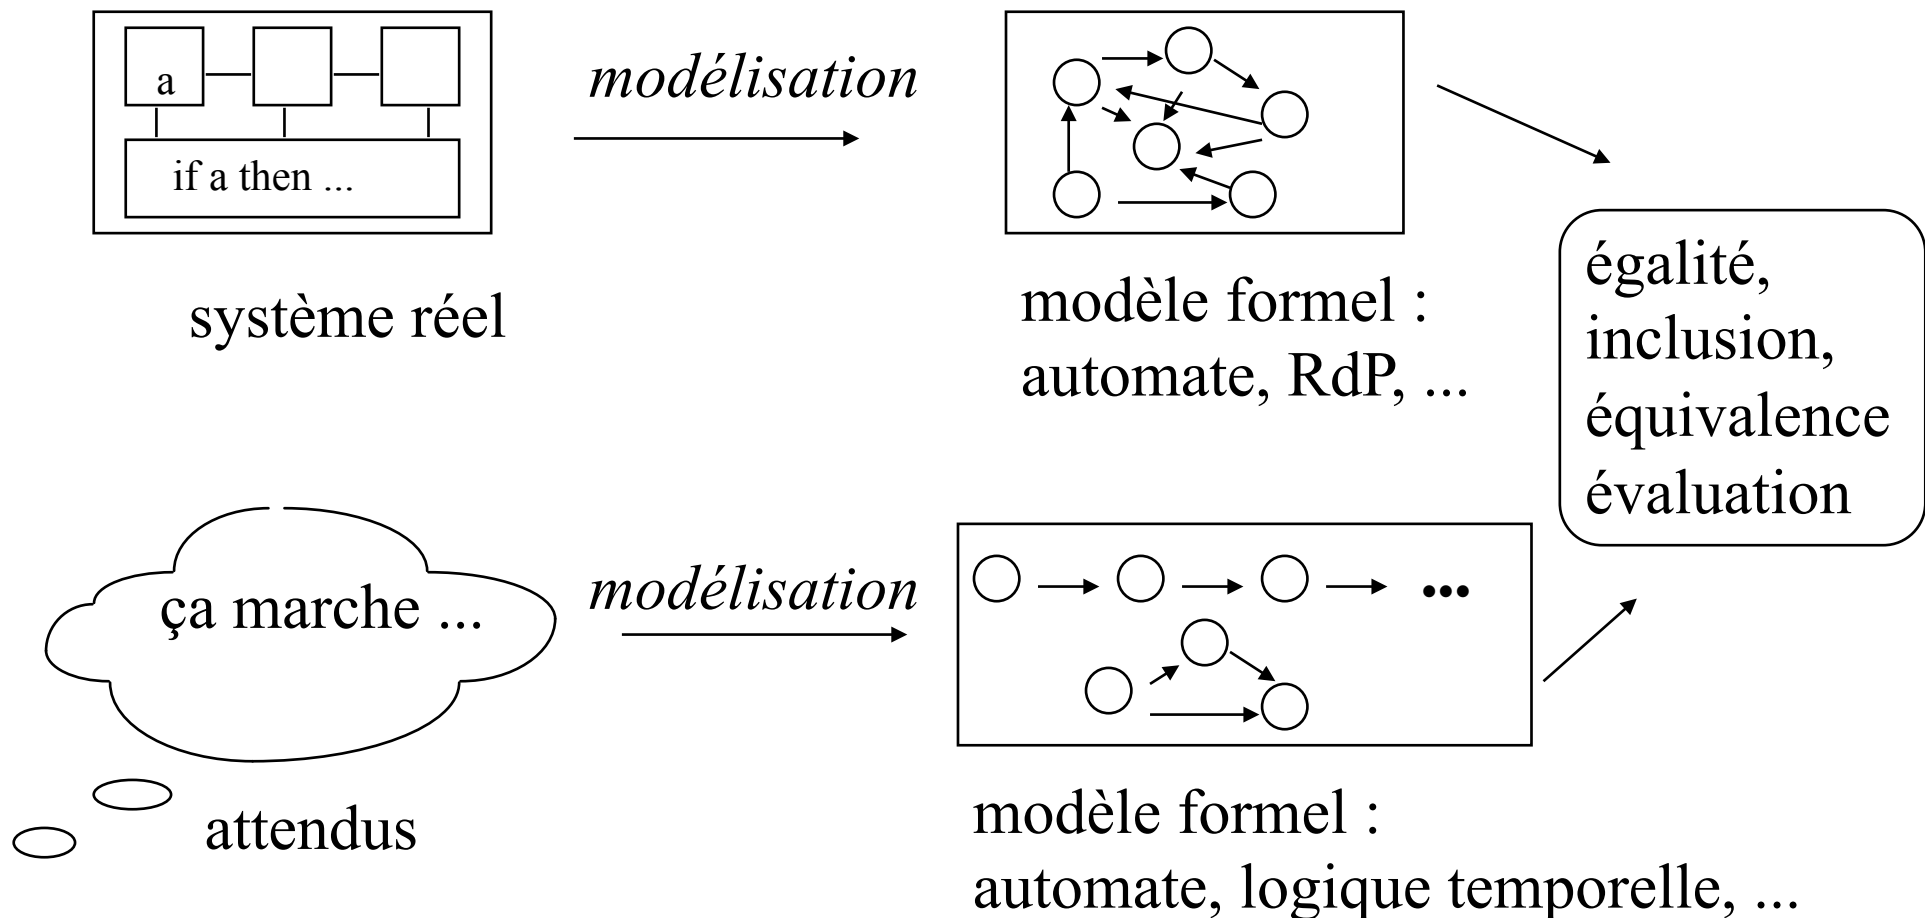 a
if a then ...
système réel
modélisation
modèle formel :
automate, RdP, ...
égalité,
inclusion,
équivalence
évaluation
ça marche ...
attendus
modélisation
...
modèle formel :
automate, logique temporelle, ...